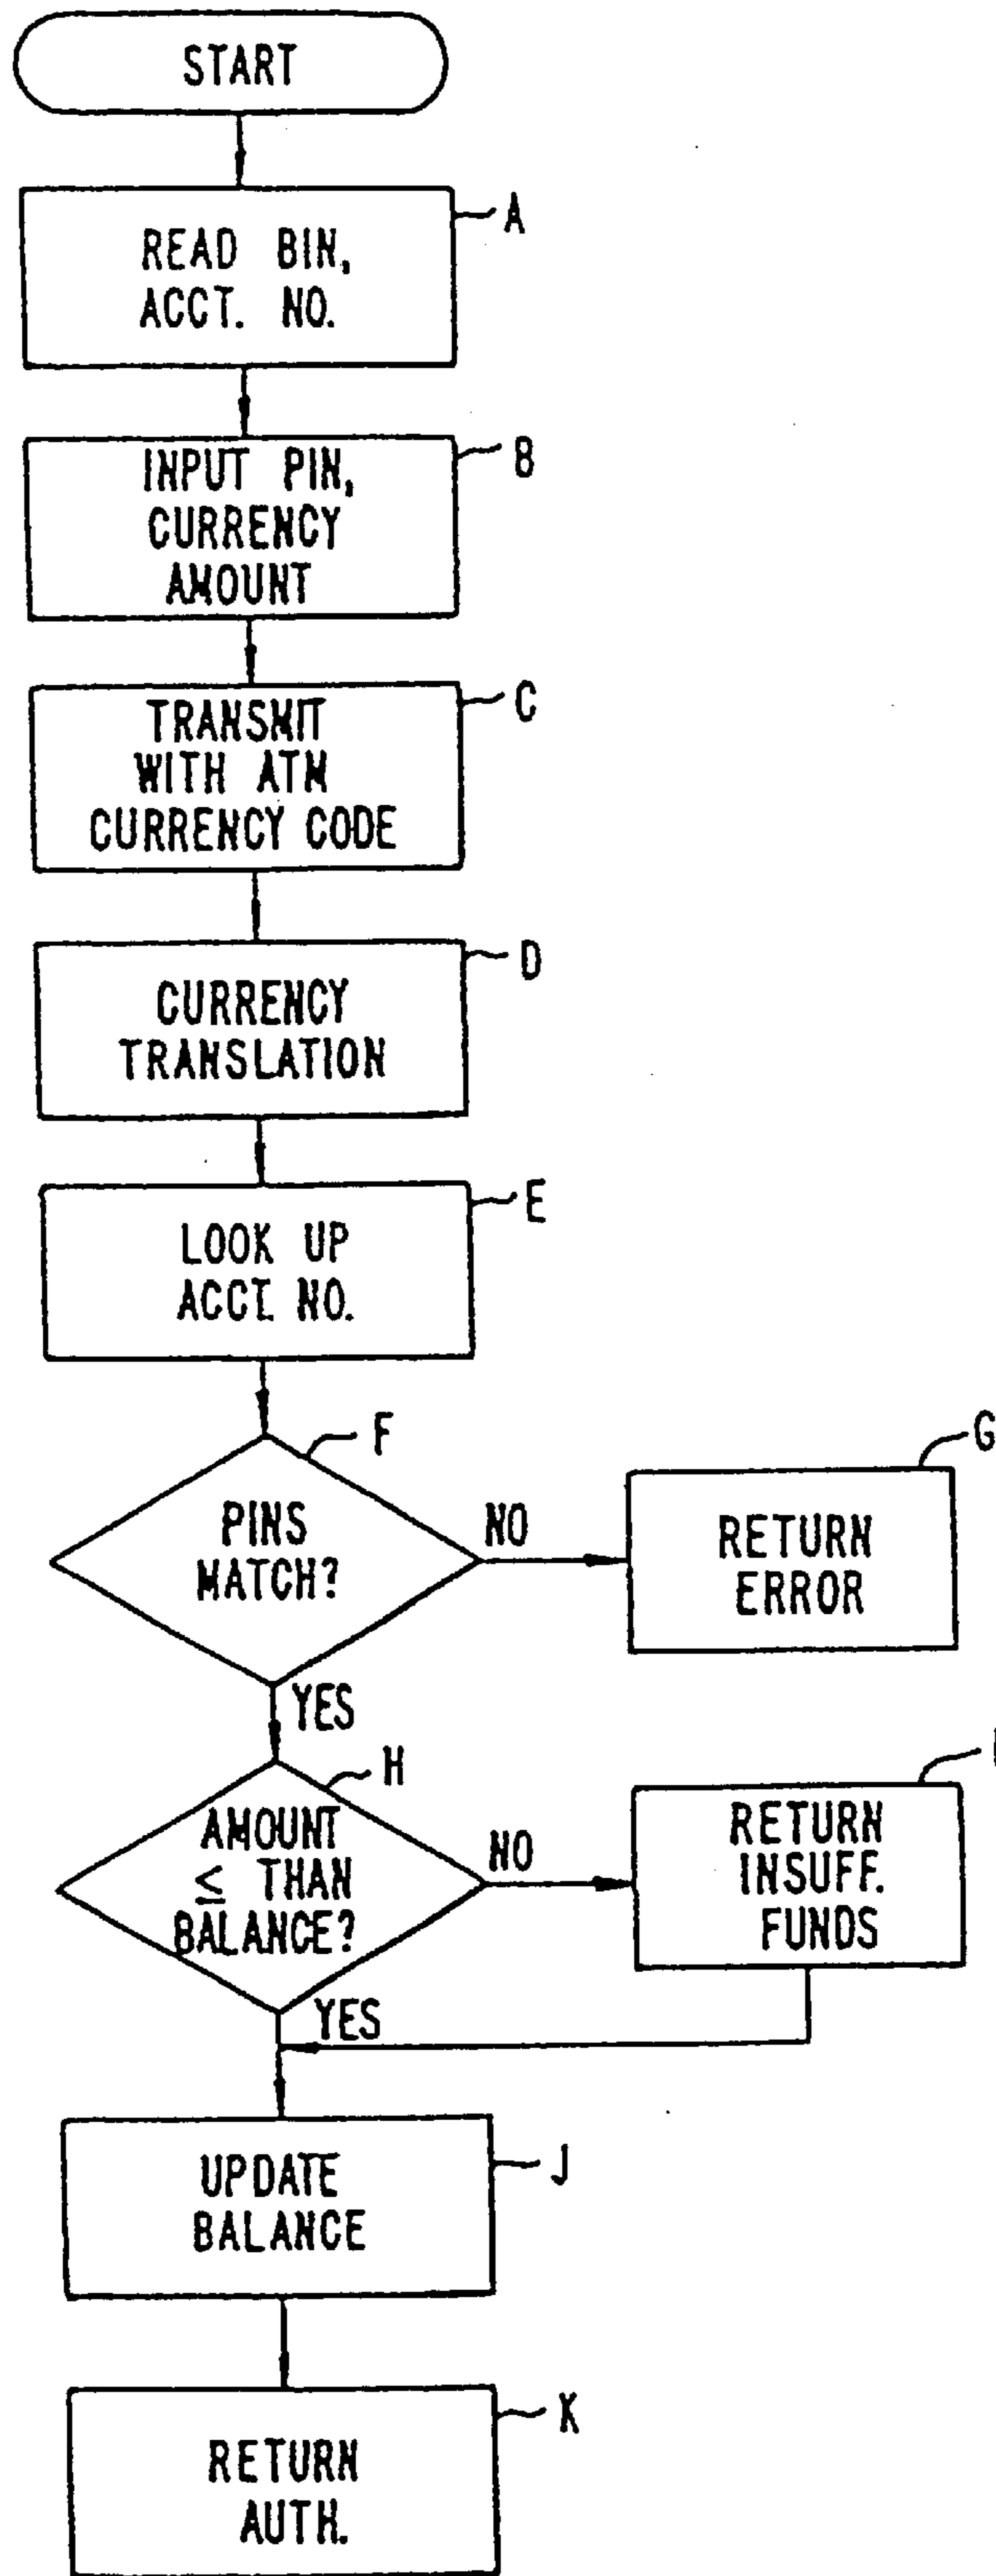 START
A
READ BIN,
ACCT. NO.
B
INPUT PIN,
CURRENCY
AMOUNT
C
TRANSMIT
WITH ATM
CURRENCY CODE
D
CURRENCY
TRANSLATION
E
LOOK UP
ACCT. NO.
F
PINS
MATCH?
NO
G
RETURN
ERROR
YES
H
AMOUNT
≤ THAN
BALANCE?
NO
RETURN
INSUFF.
FUNDS
YES
J
UPDATE
BALANCE
K
RETURN
AUTH.